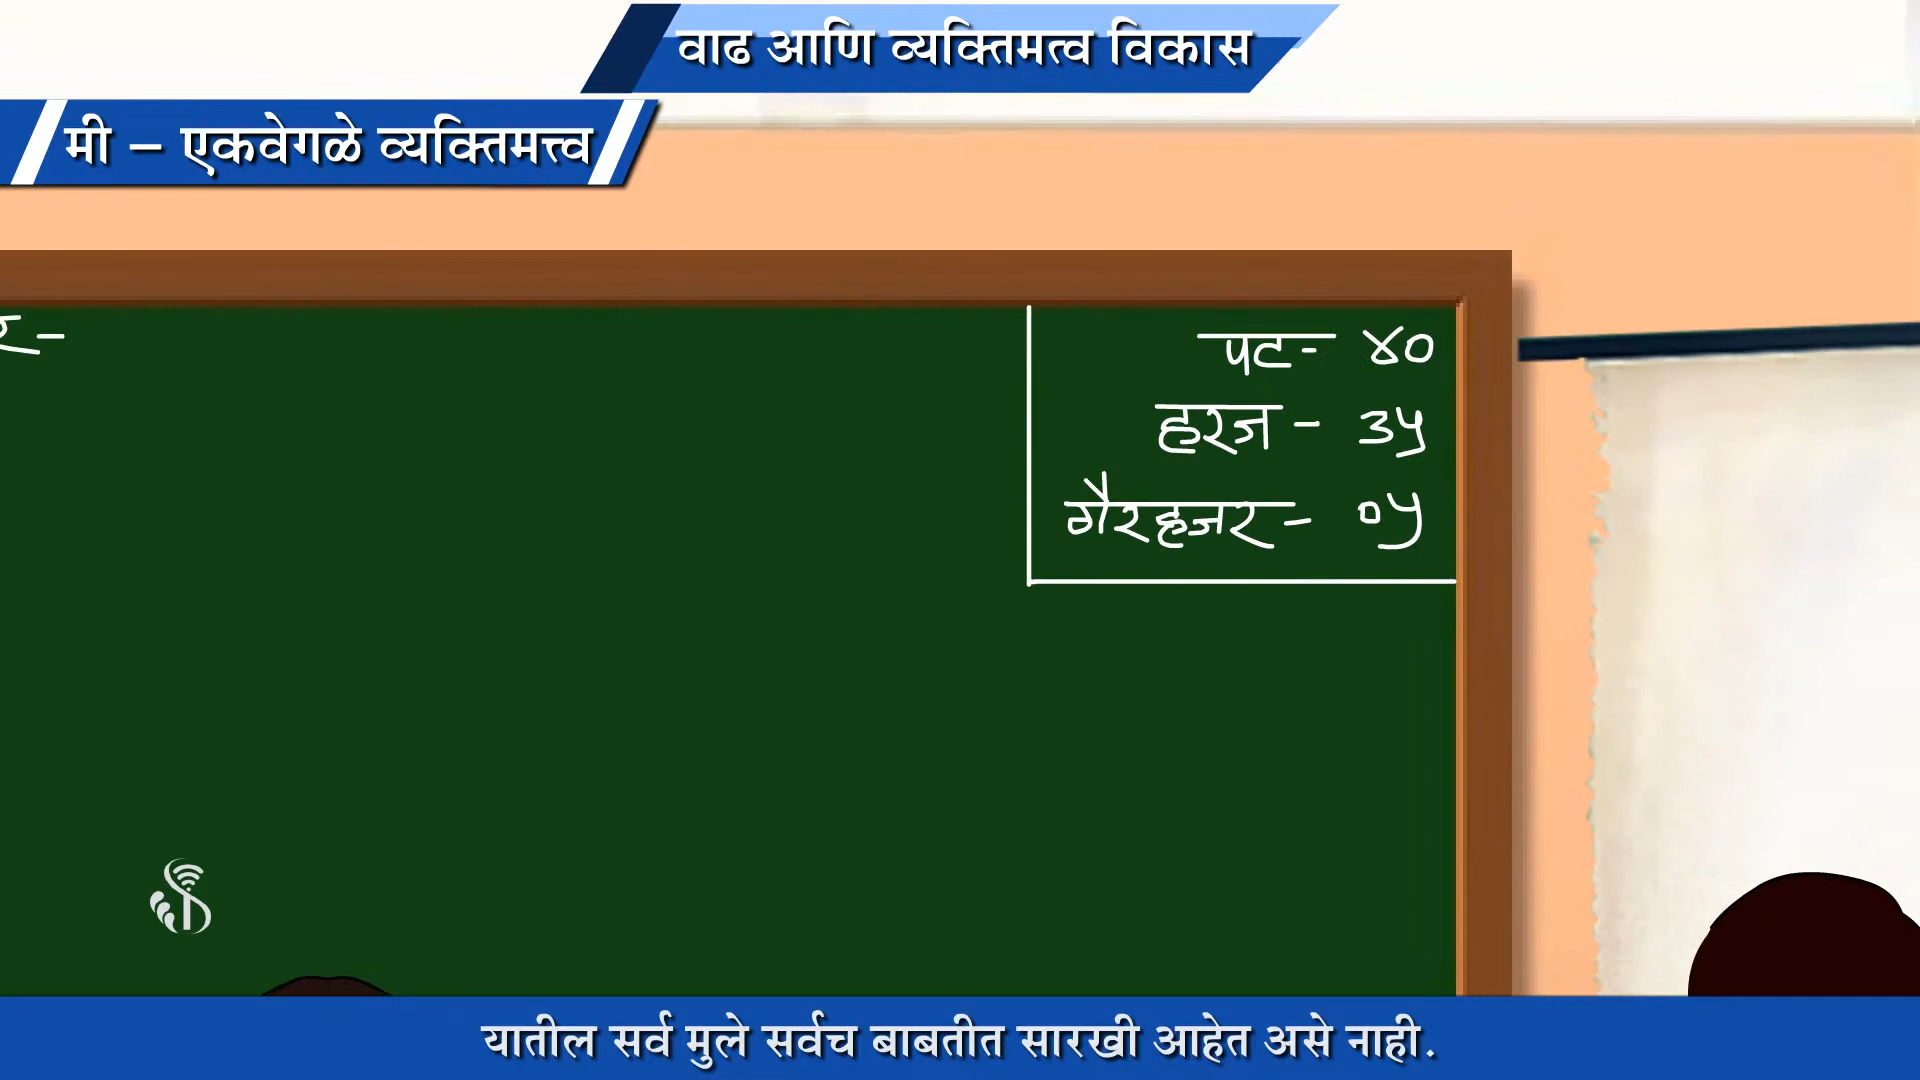 वाढ आणि व्यक्तिमत्व विकास
मी – एकवेगळे व्यक्तिमत्त्व
पट- ४०
हरज - ३५
गैरहजर - ०५
यातील सर्व मुले सर्वच बाबतीत सारखी आहेत असे नाही.